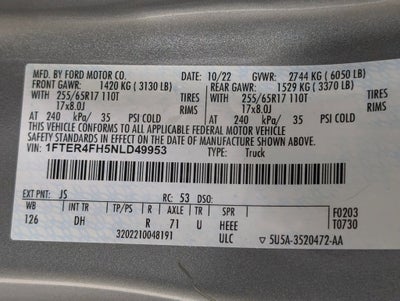 MFD. BY FORD MOTOR CO. 10/22 GVWR: 2744 KG (6050 LB)
FRONT GAWR: 1420 KG (3130 LB) REAR GAWR: 1529 KG (3370 LB)
WITH 255/65R17 110T TIRES WITH 255/65R17 110T TIRES
17x8.0J RIMS 17x8.0J RIMS
AT 240 kPa/ 35 PSI COLD AT 240 kPa/ 35 PSI COLD
THIS VEHICLE CONFORMS TO ALL APPLICABLE FEDERAL MOTOR VEHICLE
SAFETY STANDARDS IN EFFECT ON THE DATE OF MANUFACTURE SHOWN ABOVE.
VIN: 1FTER4FH5NLD49953 TYPE: Truck
EXT PNT: JS RC: 53 DSO:
WB INT TR TP/PS R AXLE TR SPR F0203
126 DH R 71 U HEEE T0730
3202210048191 ULC 5U5A-3520472-AA